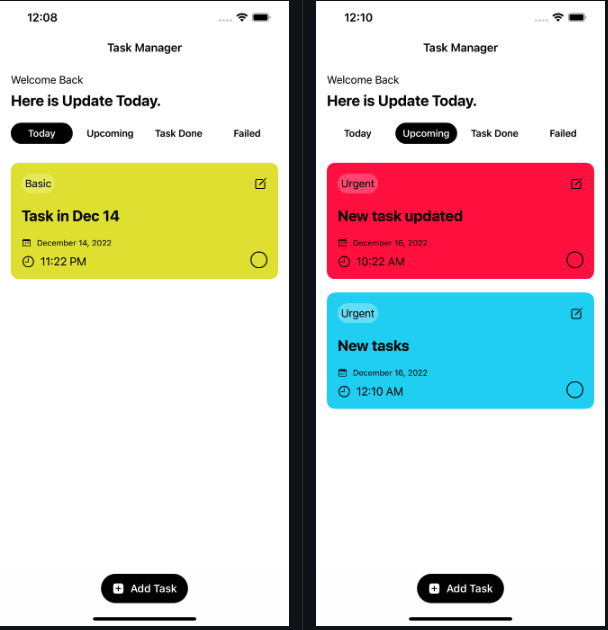 12:08
Task Manager
Welcome Back
Here is Update Today.
Today Upcoming Task Done Failed
Basic
Task in Dec 14
December 14, 2022
11:22 PM
Add Task
12:10
Task Manager
Welcome Back
Here is Update Today.
Today Upcoming Task Done Failed
Urgent
New task updated
December 16, 2022
10:22 AM
Urgent
New tasks
December 16, 2022
12:10 AM
Add Task